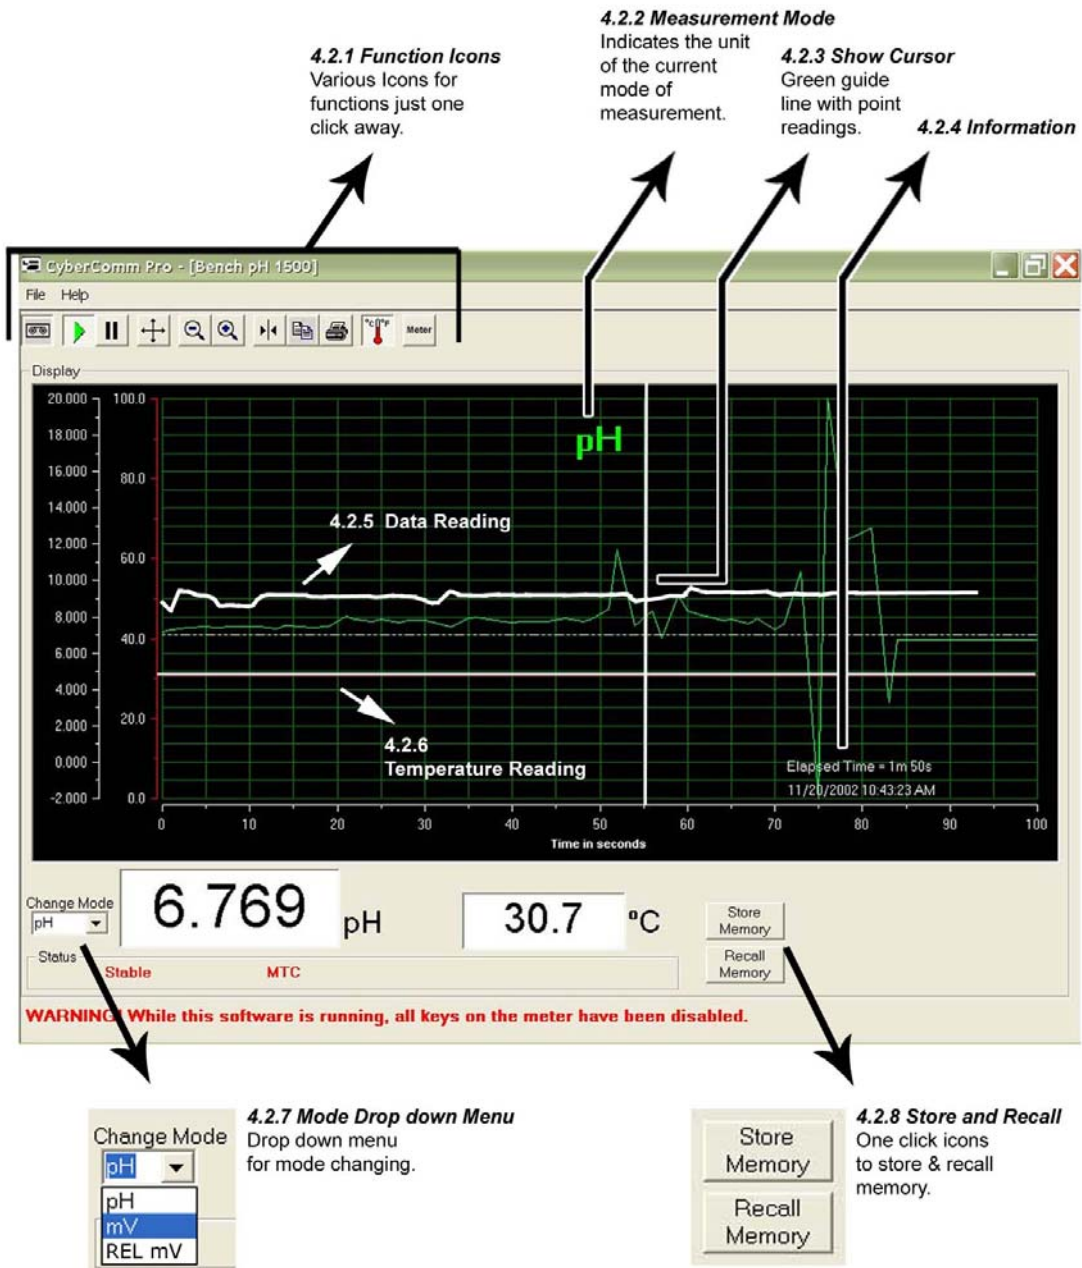 4.2.2 Measurement Mode
Indicates the unit
of the current
mode of
measurement.
4.2.1 Function Icons
Various Icons for
functions just one
click away.
4.2.3 Show Cursor
Green guide
line with point
readings.
4.2.4 Information
CyberComm Pro - [Bench pH 1500]
File Help
°C °F
Meter
Display
20.000
18.000
16.000
14.000
12.000
10.000
8.000
6.000
4.000
2.000
0.000
-2.000
100.0
80.0
60.0
40.0
20.0
0.0
pH
4.2.5 Data Reading
4.2.6
Temperature Reading
Elapsed Time = 1m 50s
11/20/2002 10:43:23 AM
0 10 20 30 40 50 60 70 80 90 100
Time in seconds
Change Mode
pH
6.769 pH
30.7 °C
Store
Memory
Recall
Memory
Status
Stable MTC
WARNING! While this software is running, all keys on the meter have been disabled.
Change Mode
pH
pH
mV
REL mV
4.2.7 Mode Drop down Menu
Drop down menu
for mode changing.
Store
Memory
Recall
Memory
4.2.8 Store and Recall
One click icons
to store & recall
memory.